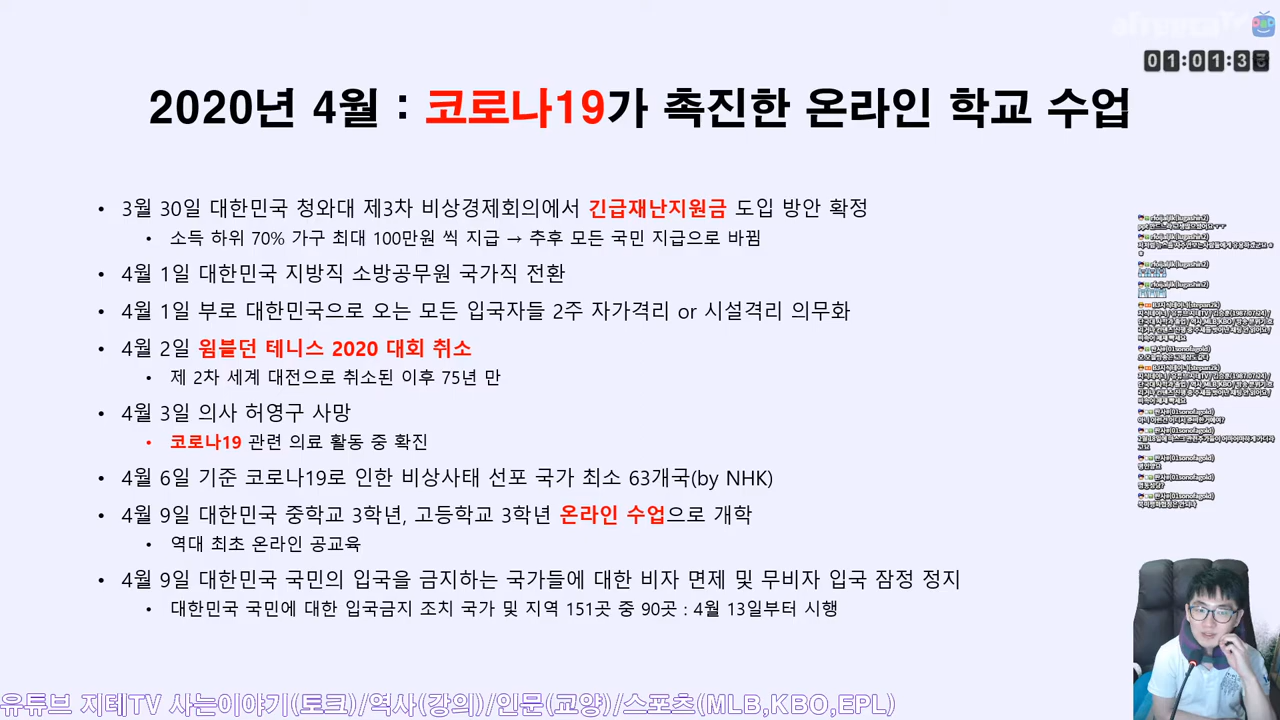 afreecaTV
01:01:3
2020년 4월 : 코로나19가 촉진한 온라인 학교 수업
• 3월 30일 대한민국 청와대 제3차 비상경제회의에서 긴급재난지원금 도입 방안 확정
• 소득 하위 70% 가구 최대 100만원 씩 지급 → 추후 모든 국민 지급으로 바뀜
• 4월 1일 대한민국 지방직 소방공무원 국가직 전환
• 4월 1일 부로 대한민국으로 오는 모든 입국자들 2주 자가격리 or 시설격리 의무화
• 4월 2일 윔블던 테니스 2020 대회 취소
• 제 2차 세계 대전으로 취소된 이후 75년 만
• 4월 3일 의사 허영구 사망
• 코로나19 관련 의료 활동 중 확진
• 4월 6일 기준 코로나19로 인한 비상사태 선포 국가 최소 63개국(by NHK)
• 4월 9일 대한민국 중학교 3학년, 고등학교 3학년 온라인 수업으로 개학
• 역대 최초 온라인 공교육
• 4월 9일 대한민국 국민의 입국을 금지하는 국가들에 대한 비자 면제 및 무비자 입국 잠정 정지
• 대한민국 국민에 대한 입국금지 조치 국가 및 지역 151곳 중 90곳 : 4월 13일부터 시행
유튜브 지테TV 사는이야기(토크)/역사(강의)/인문(교양)/스포츠(MLB,KBO,EPL)